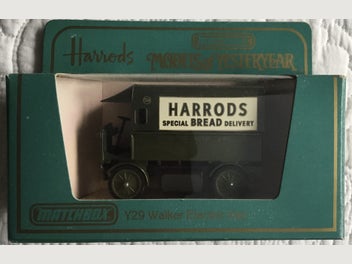 Harrods
MODELS of YESTERYEAR
HARRODS
SPECIAL BREAD DELIVERY
MATCHBOX
Y29 Walker Electric Van